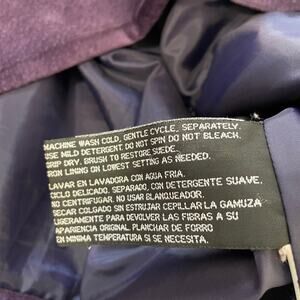 MACHINE WASH COLD, GENTLE CYCLE, SEPARATELY.
USE MILD DETERGENT. DO NOT SPIN DO NOT BLEACH.
DRIP DRY. BRUSH TO RESTORE SUEDE.
IRON LINING ON LOWEST SETTING AS NEEDED.
LAVAR EN LAVADORA CON AGUA FRIA.
CICLO DELICADO. SEPARADO, CON DETERGENTE SUAVE.
NO CENTRIFUGAR. NO USAR BLANQUEADOR.
SECAR COLGADO SIN ESTRUJAR CEPILLAR LA GAMUZA
LIGERAMENTE PARA DEVOLVER LAS FIBRAS A SU
APARIENCIA ORIGINAL PLANCHAR DE FORRO
EN MINIMA TEMPERATURA SI SE NECESITA.